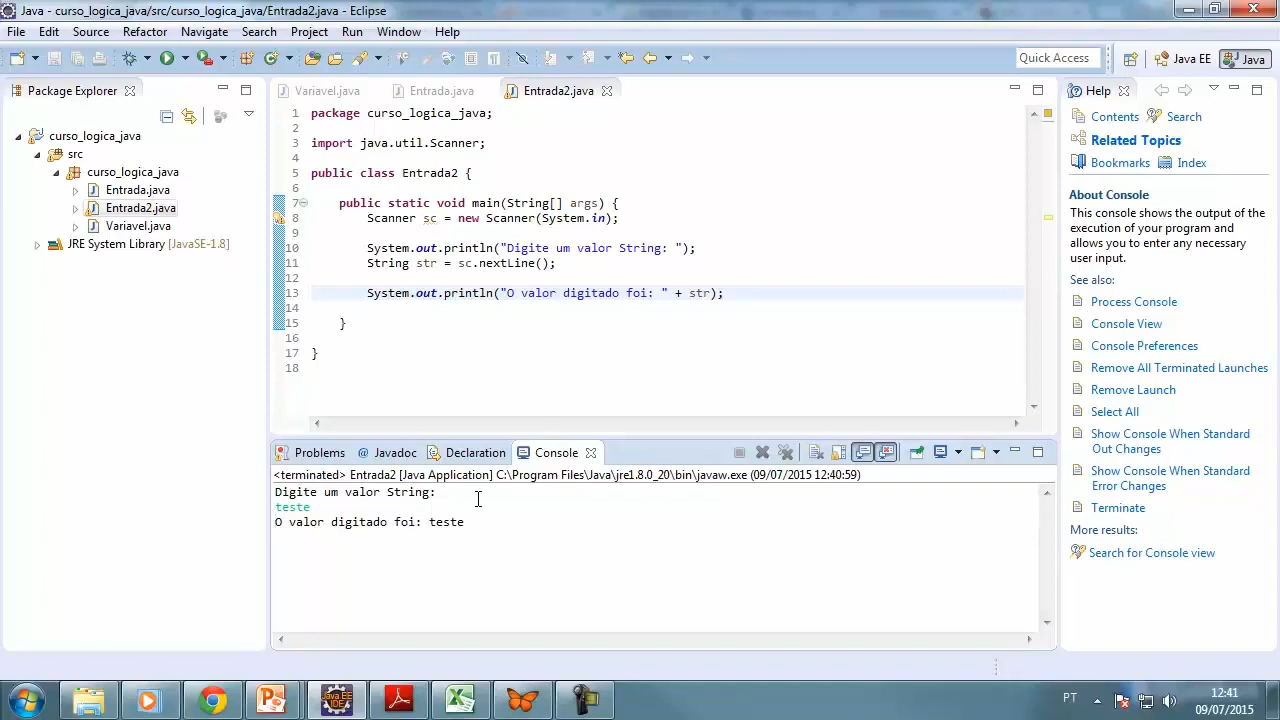 Java - curso_logica_java/src/curso_logica_java/Entrada2.java - Eclipse
File Edit Source Refactor Navigate Search Project Run Window Help
Quick Access
Java EE
Java
Package Explorer
curso_logica_java
src
curso_logica_java
Entrada.java
Entrada2.java
Variavel.java
JRE System Library [JavaSE-1.8]
Variavel.java Entrada.java Entrada2.java
1 package curso_logica_java;
2
3 import java.util.Scanner;
4
5 public class Entrada2 {
6
7 public static void main(String[] args) {
8 Scanner sc = new Scanner(System.in);
9
10 System.out.println("Digite um valor String: ");
11 String str = sc.nextLine();
12
13 System.out.println("O valor digitado foi: " + str);
14
15 }
16
17 }
18
Problems @ Javadoc Declaration Console
<terminated> Entrada2 [Java Application] C:\Program Files\Java\jre1.8.0_20\bin\javaw.exe (09/07/2015 12:40:59)
Digite um valor String:
teste
O valor digitado foi: teste
Help
Contents Search
Related Topics
Bookmarks Index
About Console
This console shows the output of the
execution of your program and
allows you to enter any necessary
user input.
See also:
Process Console
Console View
Console Preferences
Remove All Terminated Launches
Remove Launch
Select All
Show Console When Standard
Out Changes
Show Console When Standard
Error Changes
Terminate
More results:
Search for Console view
Java EE
IDE
PT
12:41
09/07/2015